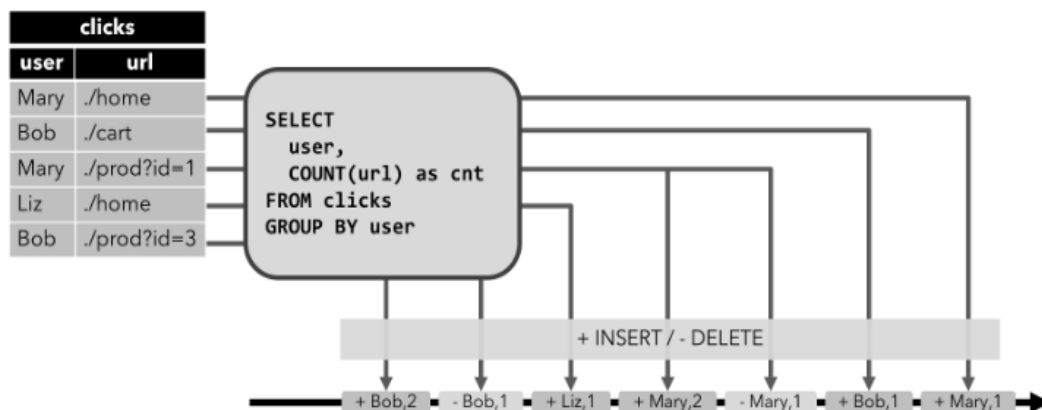 clicks
user url
Mary ./home
Bob ./cart
Mary ./prod?id=1
Liz ./home
Bob ./prod?id=3
SELECT
user,
COUNT(url) as cnt
FROM clicks
GROUP BY user
+ INSERT / - DELETE
+ Bob,2 - Bob,1 + Liz,1 + Mary,2 - Mary,1 + Bob,1 + Mary,1